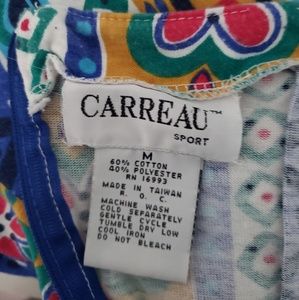 CARREAU™
SPORT
M
60% COTTON
40% POLYESTER
RN 16993
MADE IN TAIWAN
R. O. C.
MACHINE WASH
COLD SEPARATELY
GENTLE CYCLE
TUMBLE DRY LOW
COOL IRON
DO NOT BLEACH